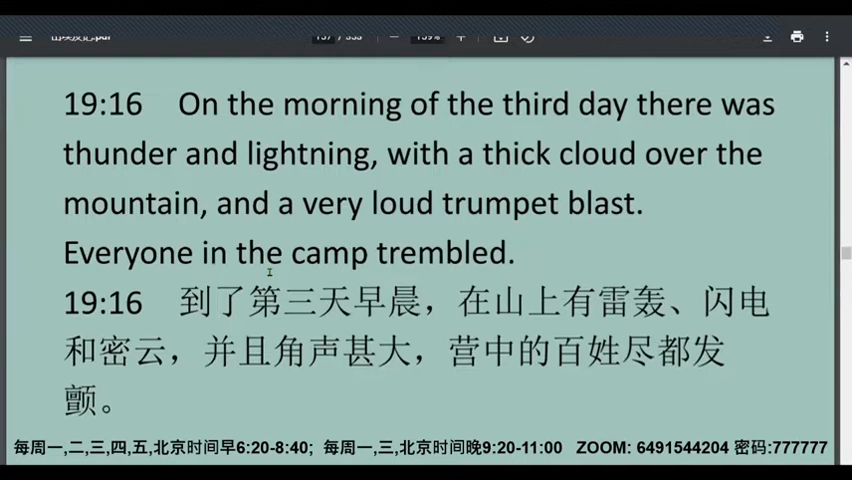 157 / 333
159%
19:16 On the morning of the third day there was
thunder and lightning, with a thick cloud over the
mountain, and a very loud trumpet blast.
Everyone in the camp trembled.
19:16 到了第三天早晨，在山上有雷轰、闪电
和密云，并且角声甚大，营中的百姓尽都发
颤。
每周一,二,三,四,五,北京时间早6:20-8:40; 每周一,三,北京时间晚9:20-11:00 ZOOM: 6491544204 密码:777777